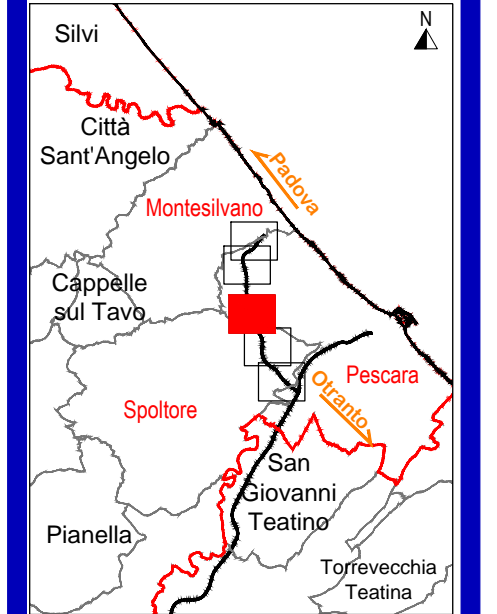 N
Silvi
Città
Sant'Angelo
Padova
Montesilvano
Cappelle
sul Tavo
Spoltore
Pescara
Otranto
San
Giovanni
Teatino
Pianella
Torrevecchia
Teatina